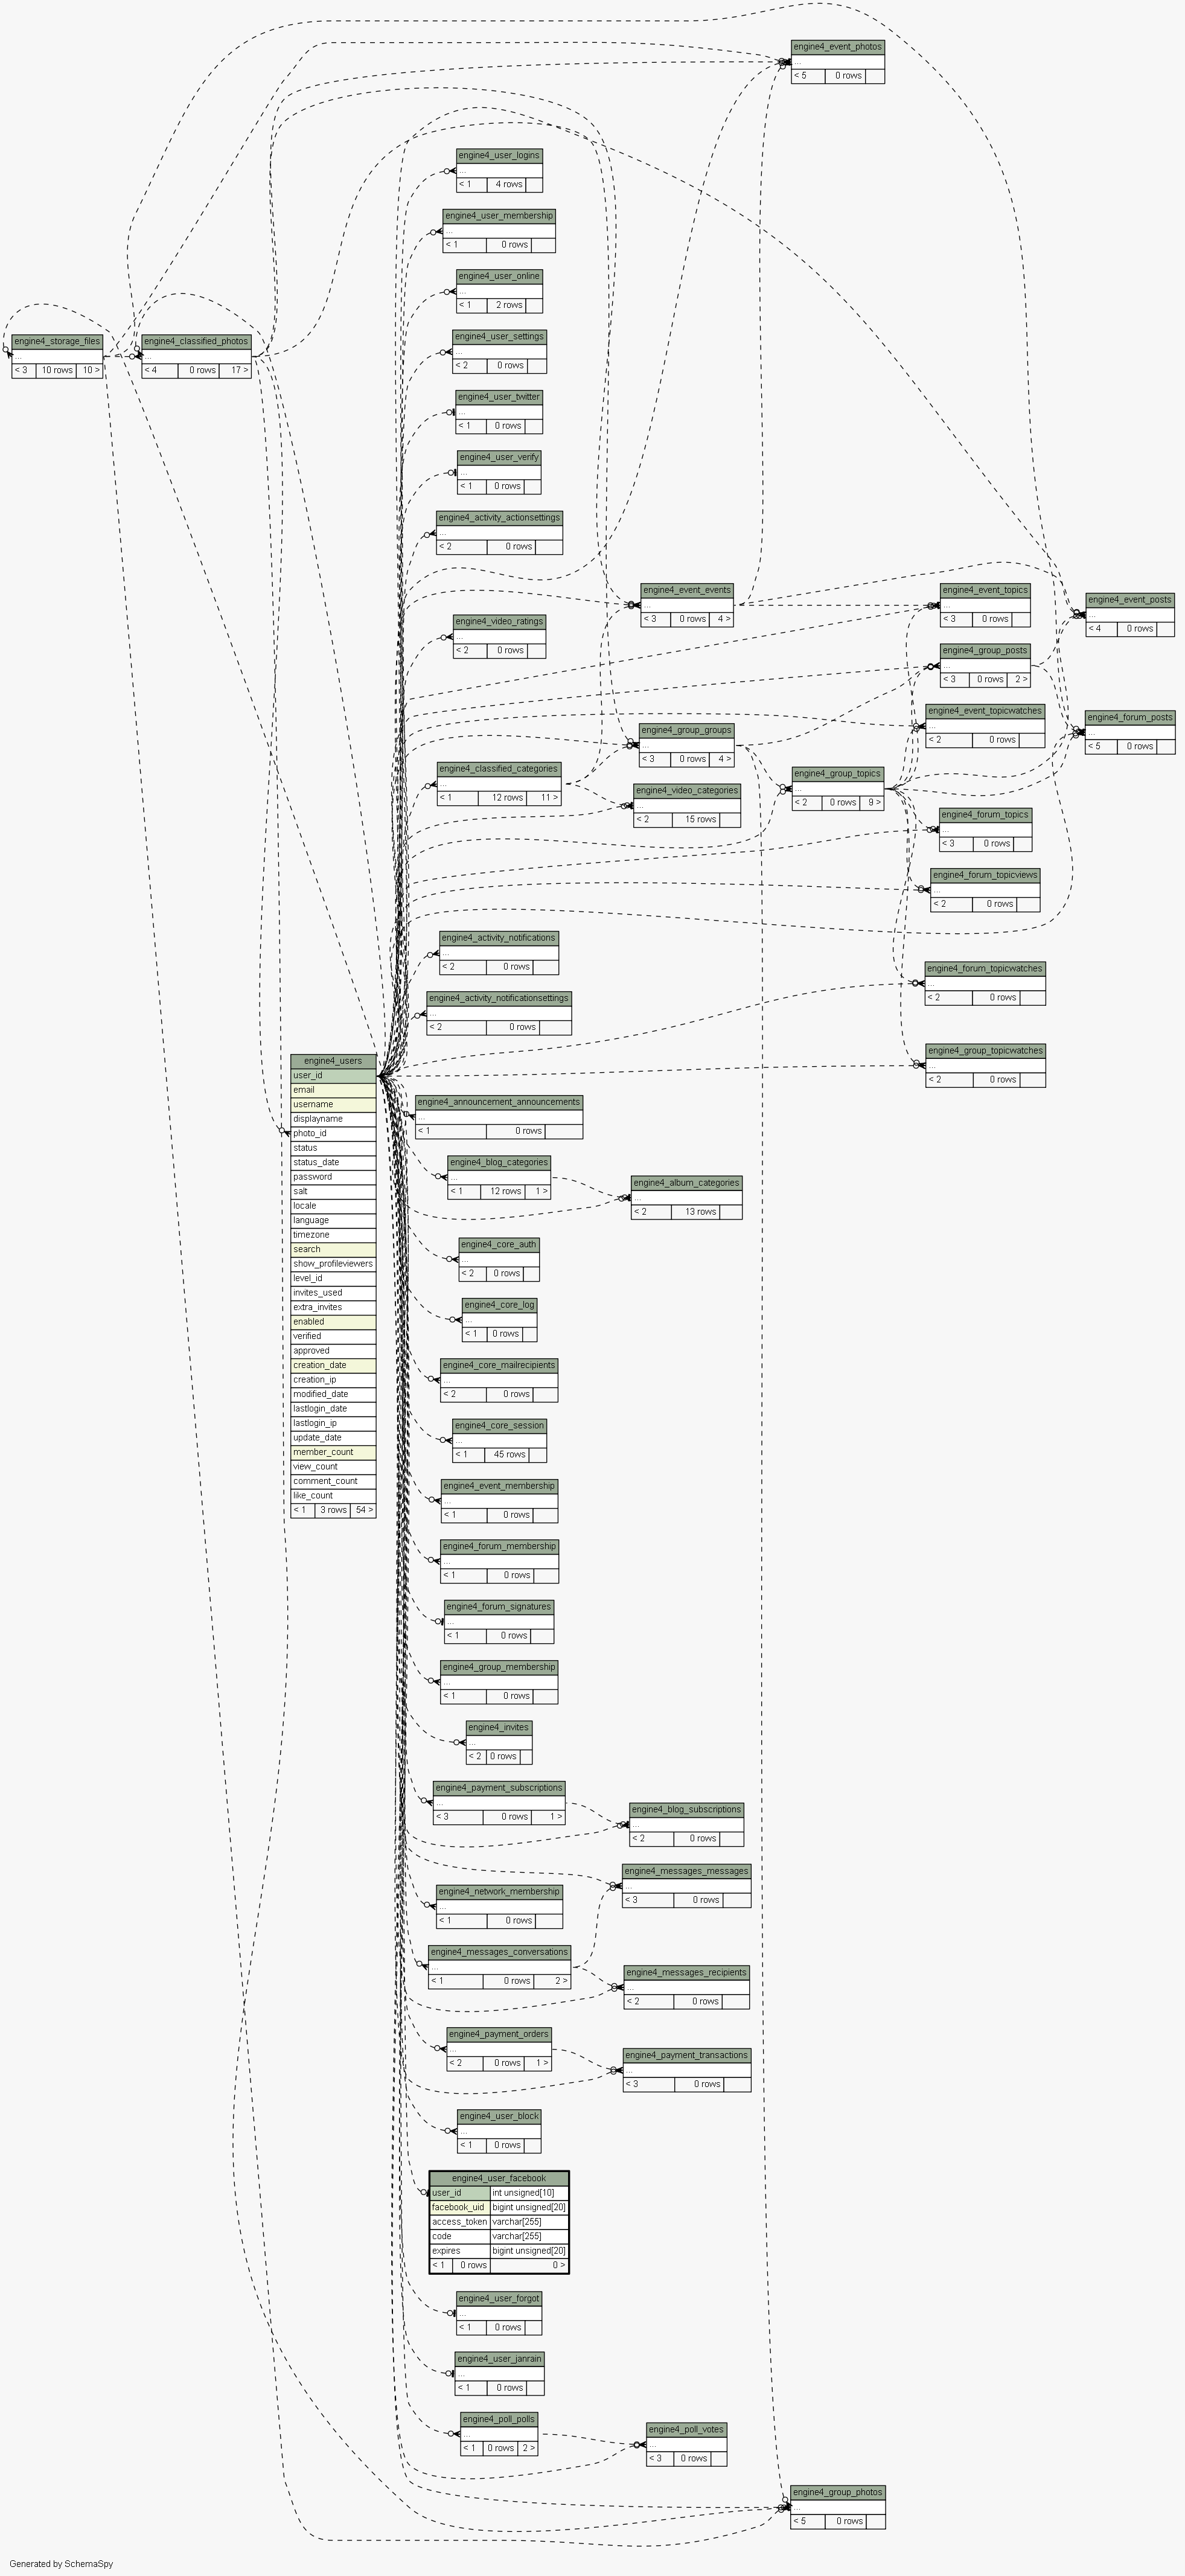 engine4_event_photos
...
< 5 0 rows
engine4_user_logins
...
< 1 4 rows
engine4_user_membership
...
< 1 0 rows
engine4_user_online
...
< 1 2 rows
engine4_storage_files
...
< 3 10 rows 10 >
engine4_classified_photos
...
< 4 0 rows 17 >
engine4_user_settings
...
< 2 0 rows
engine4_user_twitter
...
< 1 0 rows
engine4_user_verify
...
< 1 0 rows
engine4_activity_actionsettings
...
< 2 0 rows
engine4_event_events
...
< 3 0 rows 4 >
engine4_event_topics
...
< 3 0 rows
engine4_event_posts
...
< 4 0 rows
engine4_video_ratings
...
< 2 0 rows
engine4_group_posts
...
< 3 0 rows 2 >
engine4_event_topicwatches
...
< 2 0 rows
engine4_forum_posts
...
< 5 0 rows
engine4_group_groups
...
< 3 0 rows 4 >
engine4_classified_categories
...
< 1 12 rows 11 >
engine4_group_topics
...
< 2 0 rows 9 >
engine4_video_categories
...
< 2 15 rows
engine4_forum_topics
...
< 3 0 rows
engine4_forum_topicviews
...
< 2 0 rows
engine4_activity_notifications
...
< 2 0 rows
engine4_forum_topicwatches
...
< 2 0 rows
engine4_activity_notificationsettings
...
< 2 0 rows
engine4_group_topicwatches
...
< 2 0 rows
engine4_users
user_id
email
username
displayname
photo_id
status
status_date
password
salt
locale
language
timezone
search
show_profileviewers
level_id
invites_used
extra_invites
enabled
verified
approved
creation_date
creation_ip
modified_date
lastlogin_date
lastlogin_ip
update_date
member_count
view_count
comment_count
like_count
< 1 3 rows 54 >
engine4_announcement_announcements
...
< 1 0 rows
engine4_blog_categories
...
< 1 12 rows 1 >
engine4_album_categories
...
< 2 13 rows
engine4_core_auth
...
< 2 0 rows
engine4_core_log
...
< 1 0 rows
engine4_core_mailrecipients
...
< 2 0 rows
engine4_core_session
...
< 1 45 rows
engine4_event_membership
...
< 1 0 rows
engine4_forum_membership
...
< 1 0 rows
engine4_forum_signatures
...
< 1 0 rows
engine4_group_membership
...
< 1 0 rows
engine4_invites
...
< 2 0 rows
engine4_payment_subscriptions
...
< 3 0 rows 1 >
engine4_blog_subscriptions
...
< 2 0 rows
engine4_messages_messages
...
< 3 0 rows
engine4_network_membership
...
< 1 0 rows
engine4_messages_conversations
...
< 1 0 rows 2 >
engine4_messages_recipients
...
< 2 0 rows
engine4_payment_orders
...
< 2 0 rows 1 >
engine4_payment_transactions
...
< 3 0 rows
engine4_user_block
...
< 1 0 rows
engine4_user_facebook
user_id int unsigned[10]
facebook_uid bigint unsigned[20]
access_token varchar[255]
code varchar[255]
expires bigint unsigned[20]
< 1 0 rows 0 >
engine4_user_forgot
...
< 1 0 rows
engine4_user_janrain
...
< 1 0 rows
engine4_poll_polls
...
< 1 0 rows 2 >
engine4_poll_votes
...
< 3 0 rows
engine4_group_photos
...
< 5 0 rows
Generated by SchemaSpy